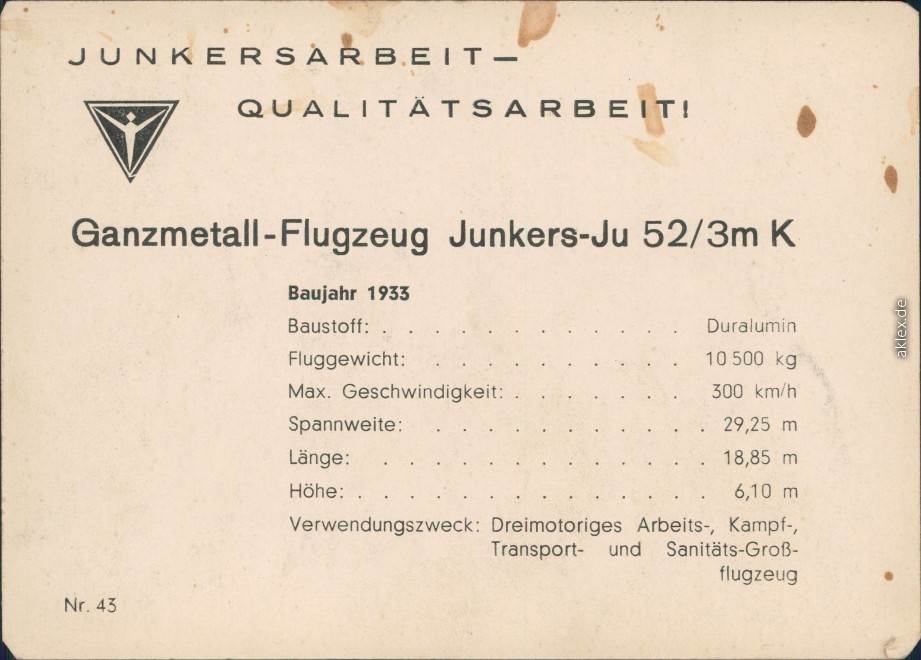 JUNKERSARBEIT—
QUALITÄTSARBEIT!
Ganzmetall-Flugzeug Junkers-Ju 52/3m K
Baujahr 1933
Baustoff: . . . . . . . . . . . . Duralumin
Fluggewicht: . . . . . . . . . . 10 500 kg
Max. Geschwindigkeit: . . . . . . . 300 km/h
Spannweite: . . . . . . . . . . . 29,25 m
Länge: . . . . . . . . . . . . . 18,85 m
Höhe: . . . . . . . . . . . . . . 6,10 m
Verwendungszweck: Dreimotoriges Arbeits-, Kampf-,
Transport- und Sanitäts-Groß-
flugzeug
Nr. 43
aklex.de